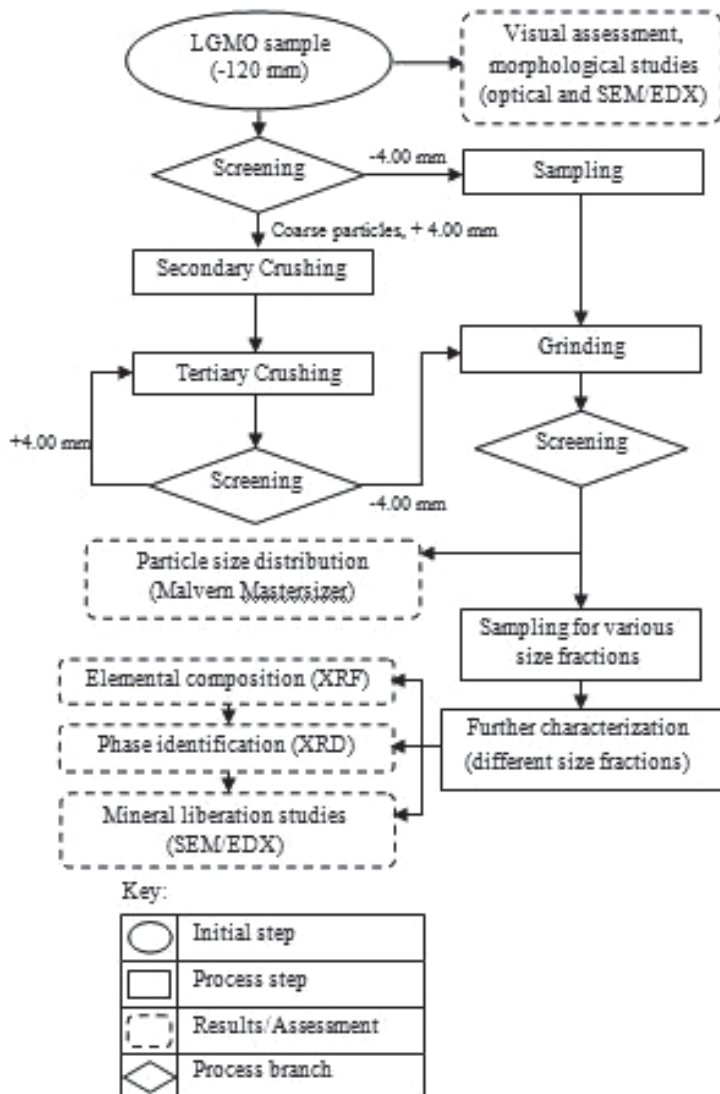 LGMO sample
(-120 mm)
Visual assessment,
morphological studies
(optical and SEM/EDX)
Screening
-4.00 mm
Sampling
Coarse particles, + 4.00 mm
Secondary Crushing
Tertiary Crushing
Grinding
+4.00 mm
Screening
-4.00 mm
Screening
Particle size distribution
(Malvern Mastersizer)
Sampling for various
size fractions
Elemental composition (XRF)
Phase identification (XRD)
Further characterization
(different size fractions)
Mineral liberation studies
(SEM/EDX)
Key:
Initial step
Process step
Results/Assessment
Process branch